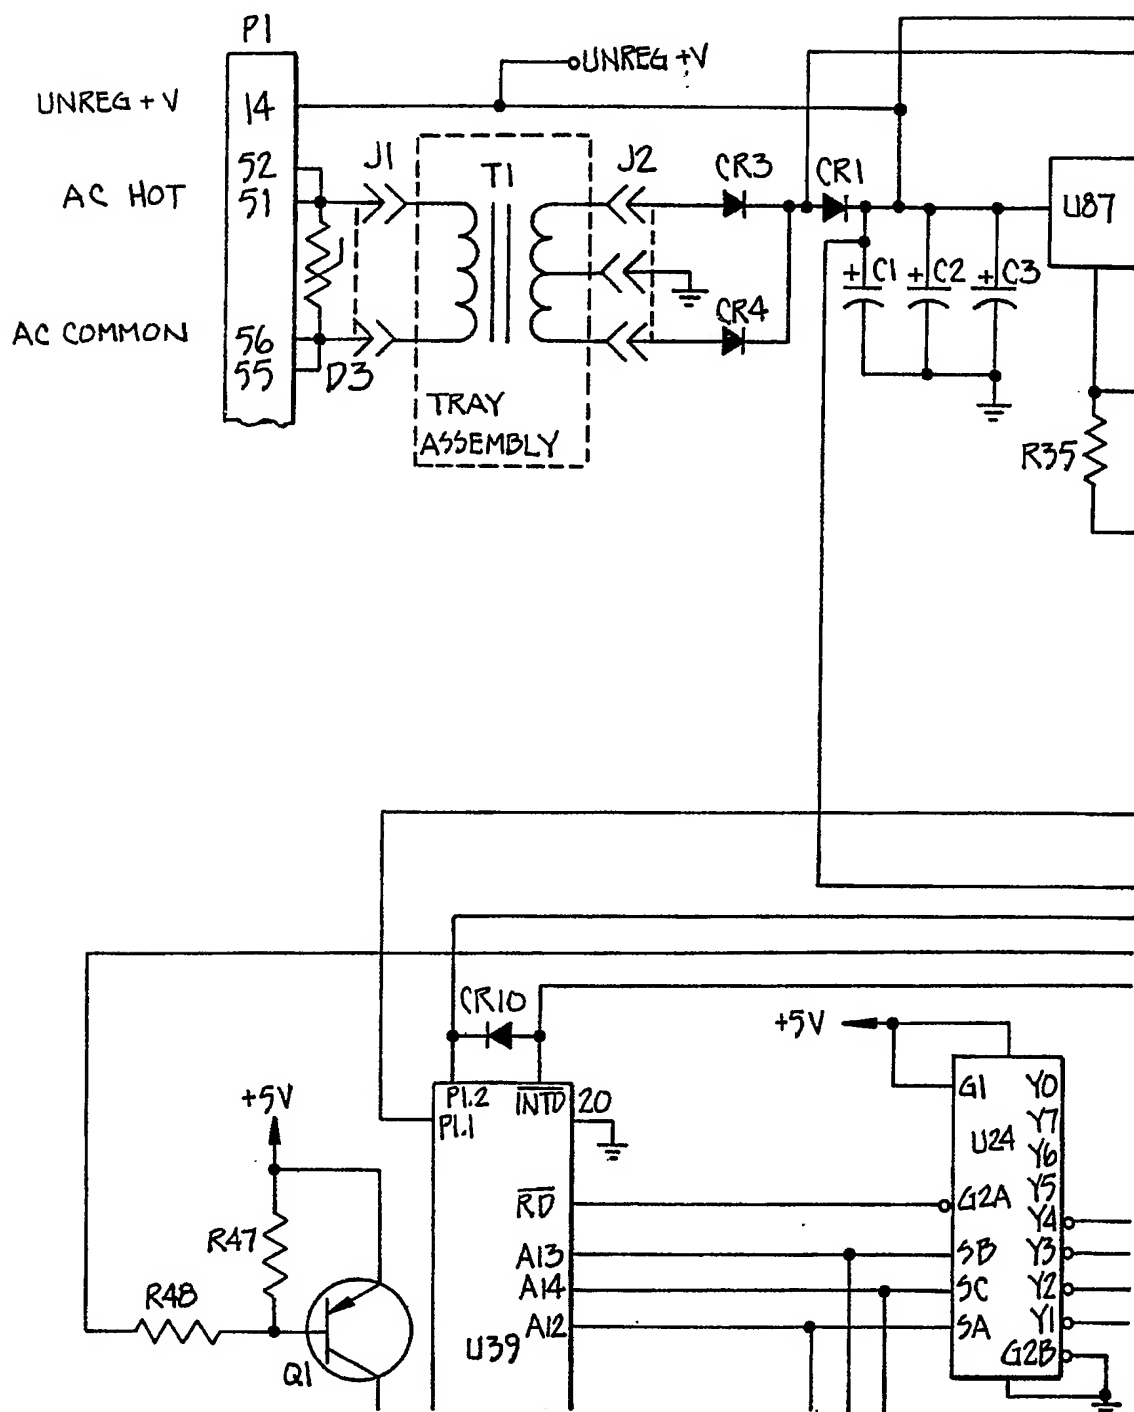 P1
UNREG +V
UNREG + V
14
52
J1
T1
J2
CR3
CR1
AC HOT
51
U87
+ C1
+ C2
+ C3
CR4
AC COMMON
56
55
D3
TRAY
ASSEMBLY
R35
CR10
+5V
+5V
P1.2
INTD
20
P1.1
G1
Y0
Y7
U24
Y6
Y5
RD
G2A
Y4
R47
A13
SB
Y3
A14
SC
Y2
R48
A12
SA
Y1
U39
G2B
Q1